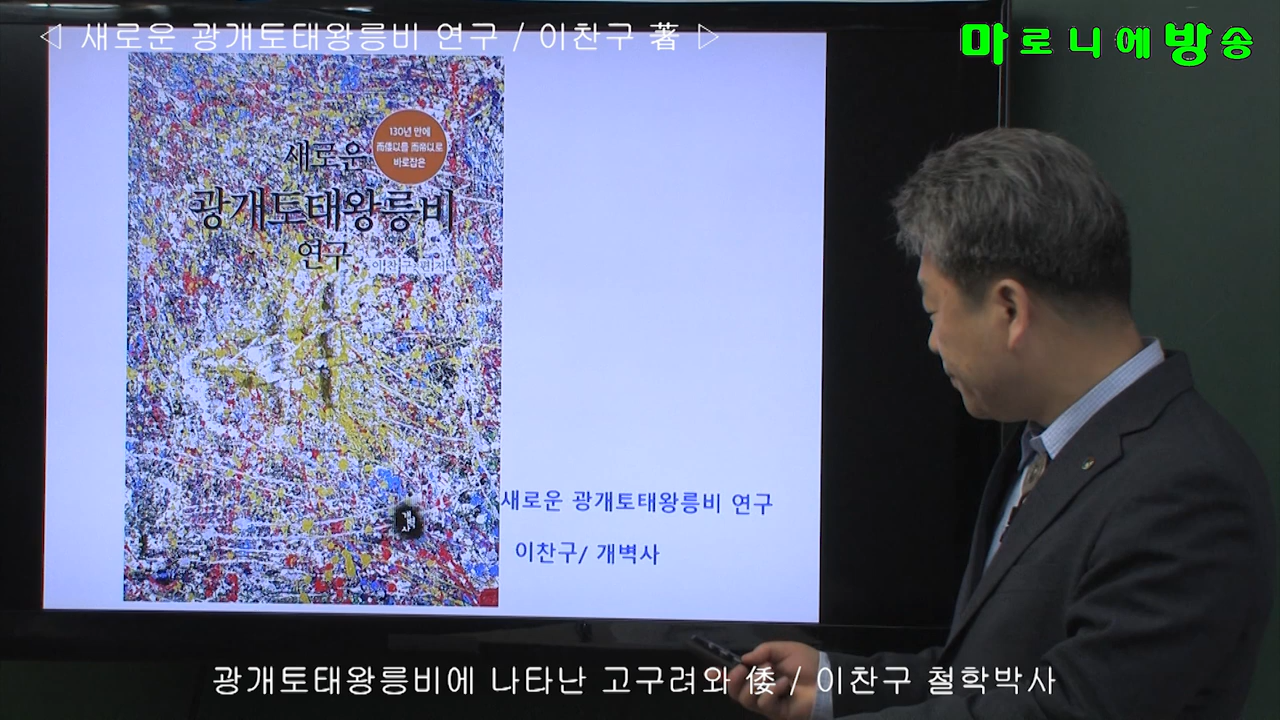 ◁ 새로운 광개토태왕릉비 연구 / 이찬구 著 ▷
마로니에방송
130년 만에
而倭以를 而帝以로
바로잡은
새로운
광개토태왕릉비
연구
새로운 광개토태왕릉비 연구
이찬구/ 개벽사
광개토태왕릉비에 나타난 고구려와 倭 / 이찬구 철학박사